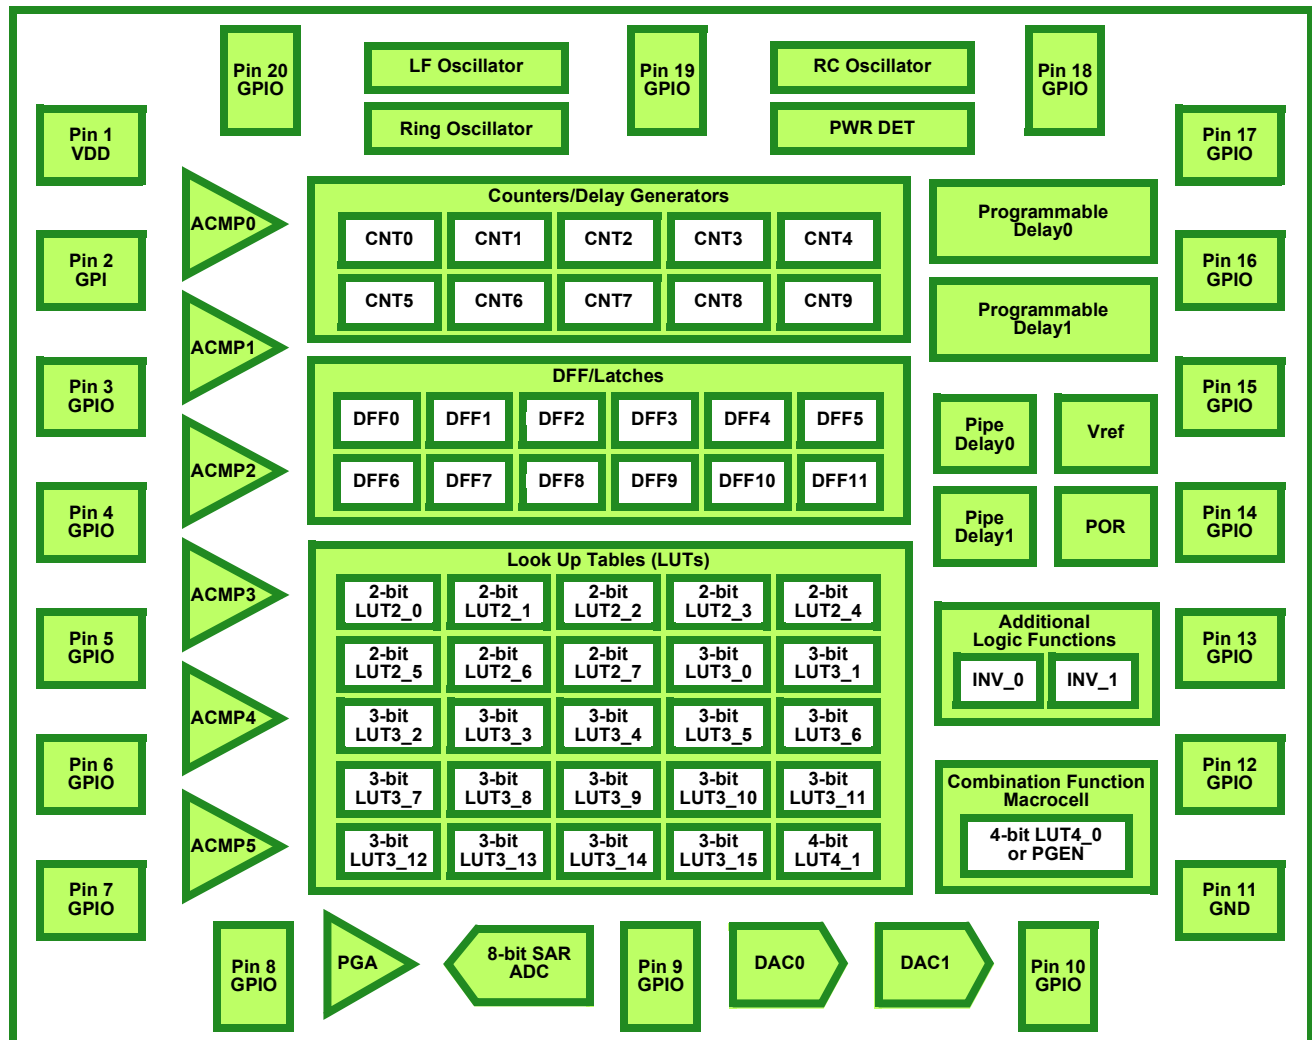 Pin 20
GPIO
LF Oscillator
Ring Oscillator
Pin 19
GPIO
RC Oscillator
PWR DET
Pin 18
GPIO
Pin 1
VDD
Pin 2
GPI
Pin 3
GPIO
Pin 4
GPIO
Pin 5
GPIO
Pin 6
GPIO
Pin 7
GPIO
ACMP0
ACMP1
ACMP2
ACMP3
ACMP4
ACMP5
Counters/Delay Generators
CNT0
CNT1
CNT2
CNT3
CNT4
CNT5
CNT6
CNT7
CNT8
CNT9
DFF/Latches
DFF0
DFF1
DFF2
DFF3
DFF4
DFF5
DFF6
DFF7
DFF8
DFF9
DFF10
DFF11
Look Up Tables (LUTs)
2-bit
LUT2_0
2-bit
LUT2_1
2-bit
LUT2_2
2-bit
LUT2_3
2-bit
LUT2_4
2-bit
LUT2_5
2-bit
LUT2_6
2-bit
LUT2_7
3-bit
LUT3_0
3-bit
LUT3_1
3-bit
LUT3_2
3-bit
LUT3_3
3-bit
LUT3_4
3-bit
LUT3_5
3-bit
LUT3_6
3-bit
LUT3_7
3-bit
LUT3_8
3-bit
LUT3_9
3-bit
LUT3_10
3-bit
LUT3_11
3-bit
LUT3_12
3-bit
LUT3_13
3-bit
LUT3_14
3-bit
LUT3_15
4-bit
LUT4_1
Programmable
Delay0
Programmable
Delay1
Pipe
Delay0
Vref
Pipe
Delay1
POR
Additional
Logic Functions
INV_0
INV_1
Combination Function
Macrocell
4-bit LUT4_0
or PGEN
Pin 17
GPIO
Pin 16
GPIO
Pin 15
GPIO
Pin 14
GPIO
Pin 13
GPIO
Pin 12
GPIO
Pin 11
GND
Pin 8
GPIO
PGA
8-bit SAR
ADC
Pin 9
GPIO
DAC0
DAC1
Pin 10
GPIO